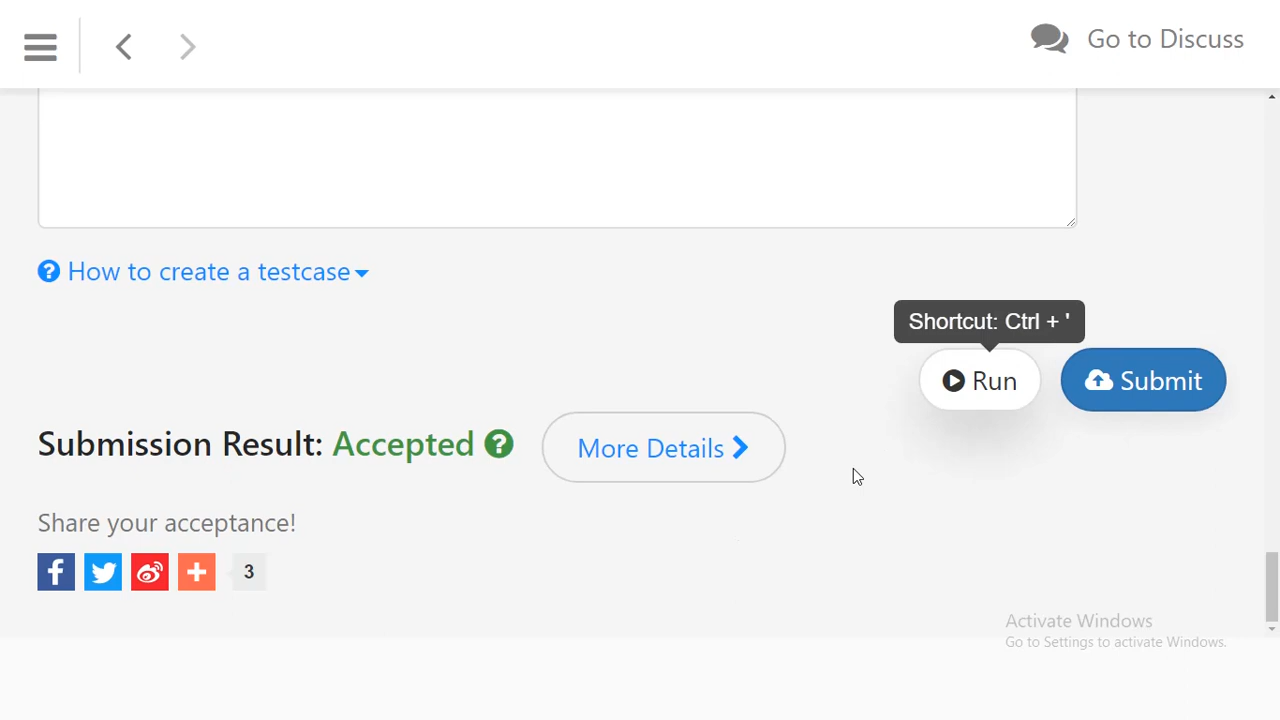 Go to Discuss
How to create a testcase
Shortcut: Ctrl + '
Run
Submit
Submission Result: Accepted
More Details
Share your acceptance!
3
Activate Windows
Go to Settings to activate Windows.